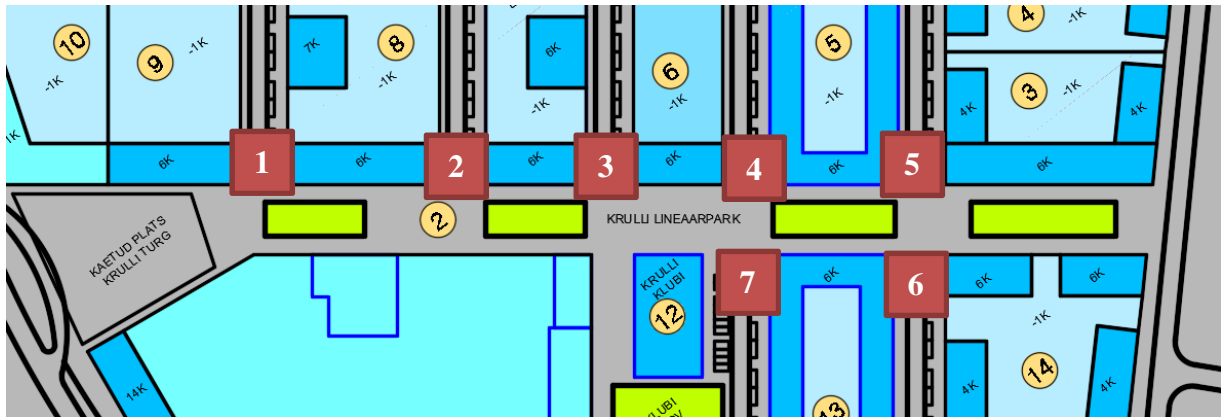 10
9
-1K
-1K
7K
8
-1K
6K
-1K
6
-1K
5
-1K
4
-1K
3
-1K
4K
4K
1K
6K
1
6K
2
6K
3
6K
4
6K
5
6K
2
KRULLI LINEAARPARK
KAETUD PLATS
KRULLI TURG
KRULLI
KLUBI
12
7
6K
6
6K
6K
-1K
14K
4K
14
4K
KLUBI
13